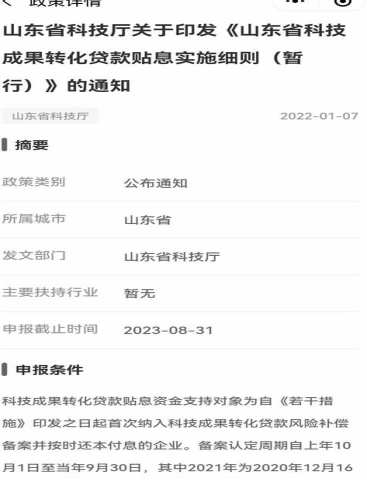 政策详情
山东省科技厅关于印发《山东省科技
成果转化贷款贴息实施细则（暂
行）》的通知
山东省科技厅 2022-01-07
摘要
政策类别 公布通知
所属城市 山东省
发文部门 山东省科技厅
主要扶持行业 暂无
申报截止时间 2023-08-31
申报条件
科技成果转化贷款贴息资金支持对象为自《若干措
施》印发之日起首次纳入科技成果转化贷款风险补偿
备案并按时还本付息的企业。备案认定周期自上年10
月1日至当年9月30日，其中2021年为2020年12月16